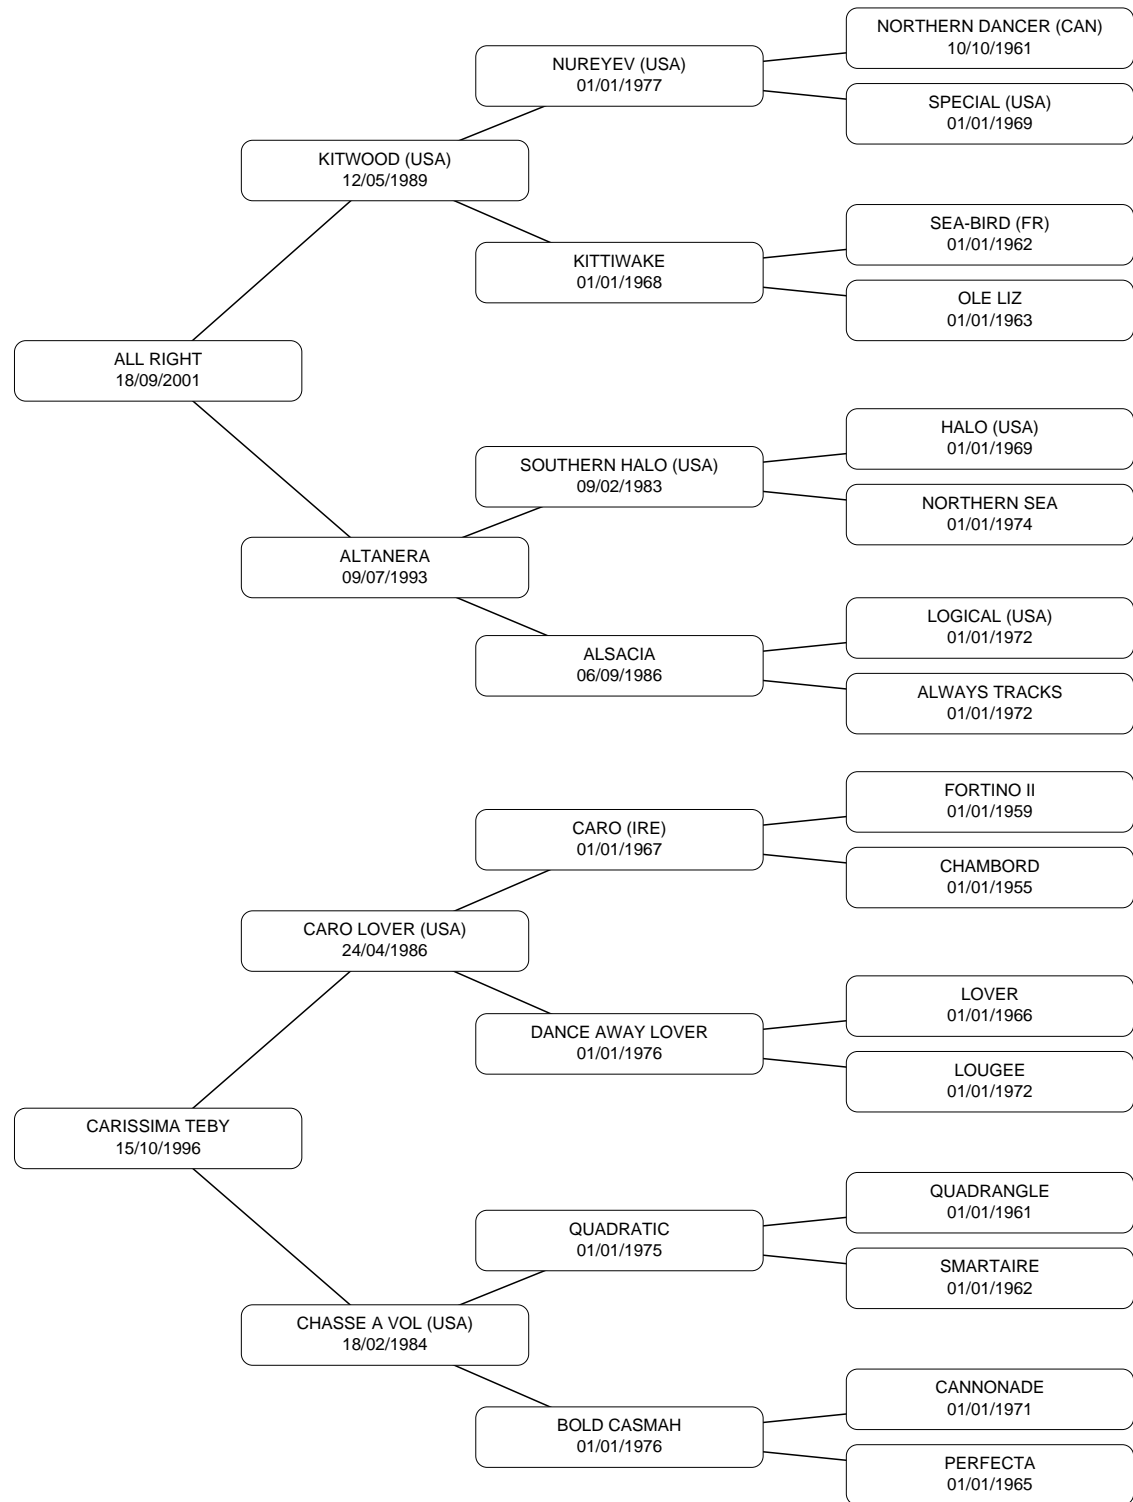 NORTHERN DANCER (CAN)
10/10/1961
NUREYEV (USA)
01/01/1977
SPECIAL (USA)
01/01/1969
KITWOOD (USA)
12/05/1989
SEA-BIRD (FR)
01/01/1962
KITTIWAKE
01/01/1968
OLE LIZ
01/01/1963
ALL RIGHT
18/09/2001
HALO (USA)
01/01/1969
SOUTHERN HALO (USA)
09/02/1983
NORTHERN SEA
01/01/1974
ALTANERA
09/07/1993
LOGICAL (USA)
01/01/1972
ALSACIA
06/09/1986
ALWAYS TRACKS
01/01/1972
FORTINO II
01/01/1959
CARO (IRE)
01/01/1967
CHAMBORD
01/01/1955
CARO LOVER (USA)
24/04/1986
LOVER
01/01/1966
DANCE AWAY LOVER
01/01/1976
LOUGEE
01/01/1972
CARISSIMA TEBY
15/10/1996
QUADRANGLE
01/01/1961
QUADRATIC
01/01/1975
SMARTAIRE
01/01/1962
CHASSE A VOL (USA)
18/02/1984
CANNONADE
01/01/1971
BOLD CASMAH
01/01/1976
PERFECTA
01/01/1965